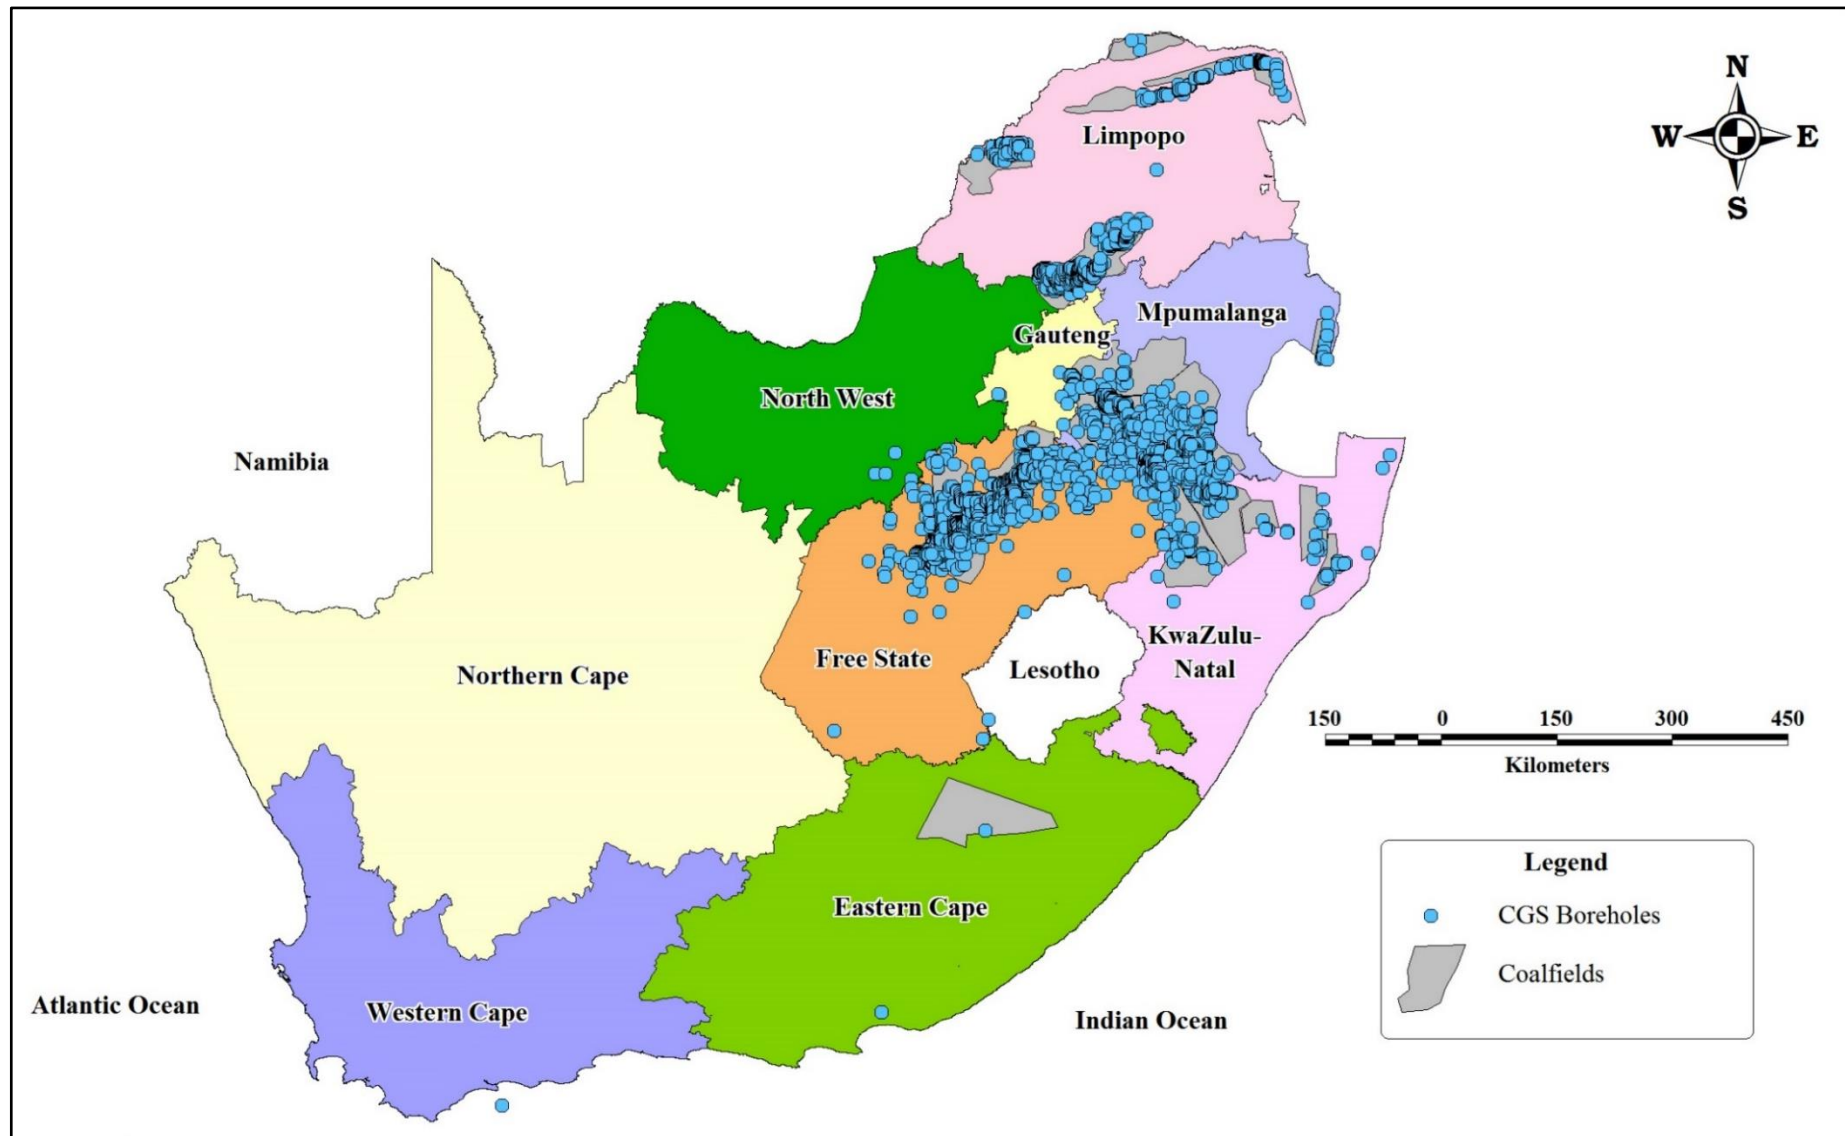 N
W E
S
Limpopo
Mpumalanga
Gauteng
North West
Namibia
KwaZulu-
Natal
Free State
Lesotho
Northern Cape
150 0 150 300 450
Kilometers
Legend
CGS Boreholes
Coalfields
Eastern Cape
Western Cape
Atlantic Ocean
Indian Ocean